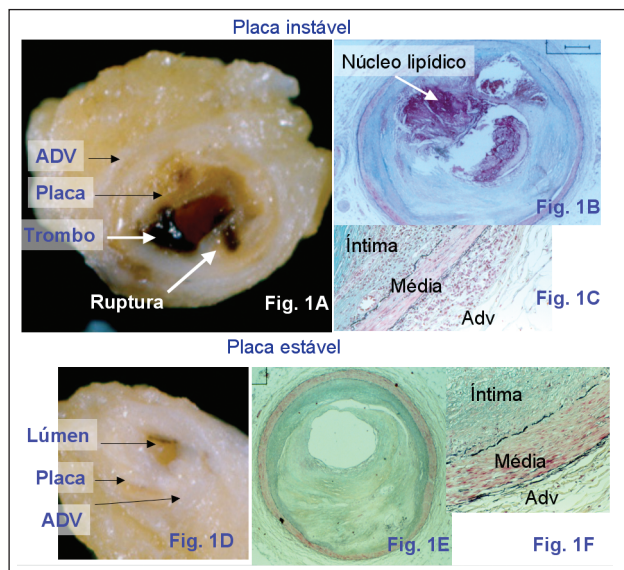 Placa instável
ADV
Placa
Trombo
Ruptura
Fig. 1A
Núcleo lipídico
Fig. 1B
Íntima
Média
Adv
Fig. 1C
Placa estável
Lúmen
Placa
ADV
Fig. 1D
Fig. 1E
Íntima
Média
Adv
Fig. 1F